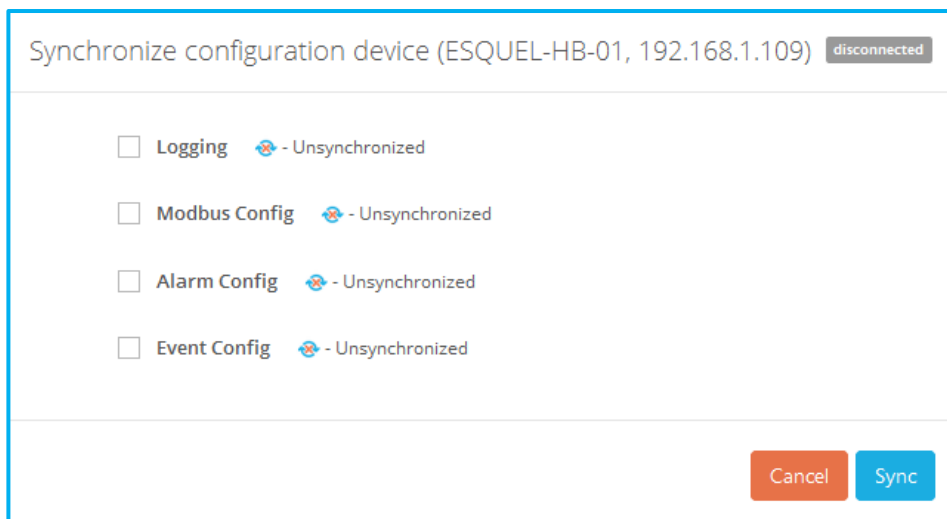 Synchronize configuration device (ESQUEL-HB-01, 192.168.1.109) disconnected
Logging - Unsynchronized
Modbus Config - Unsynchronized
Alarm Config - Unsynchronized
Event Config - Unsynchronized
Cancel Sync